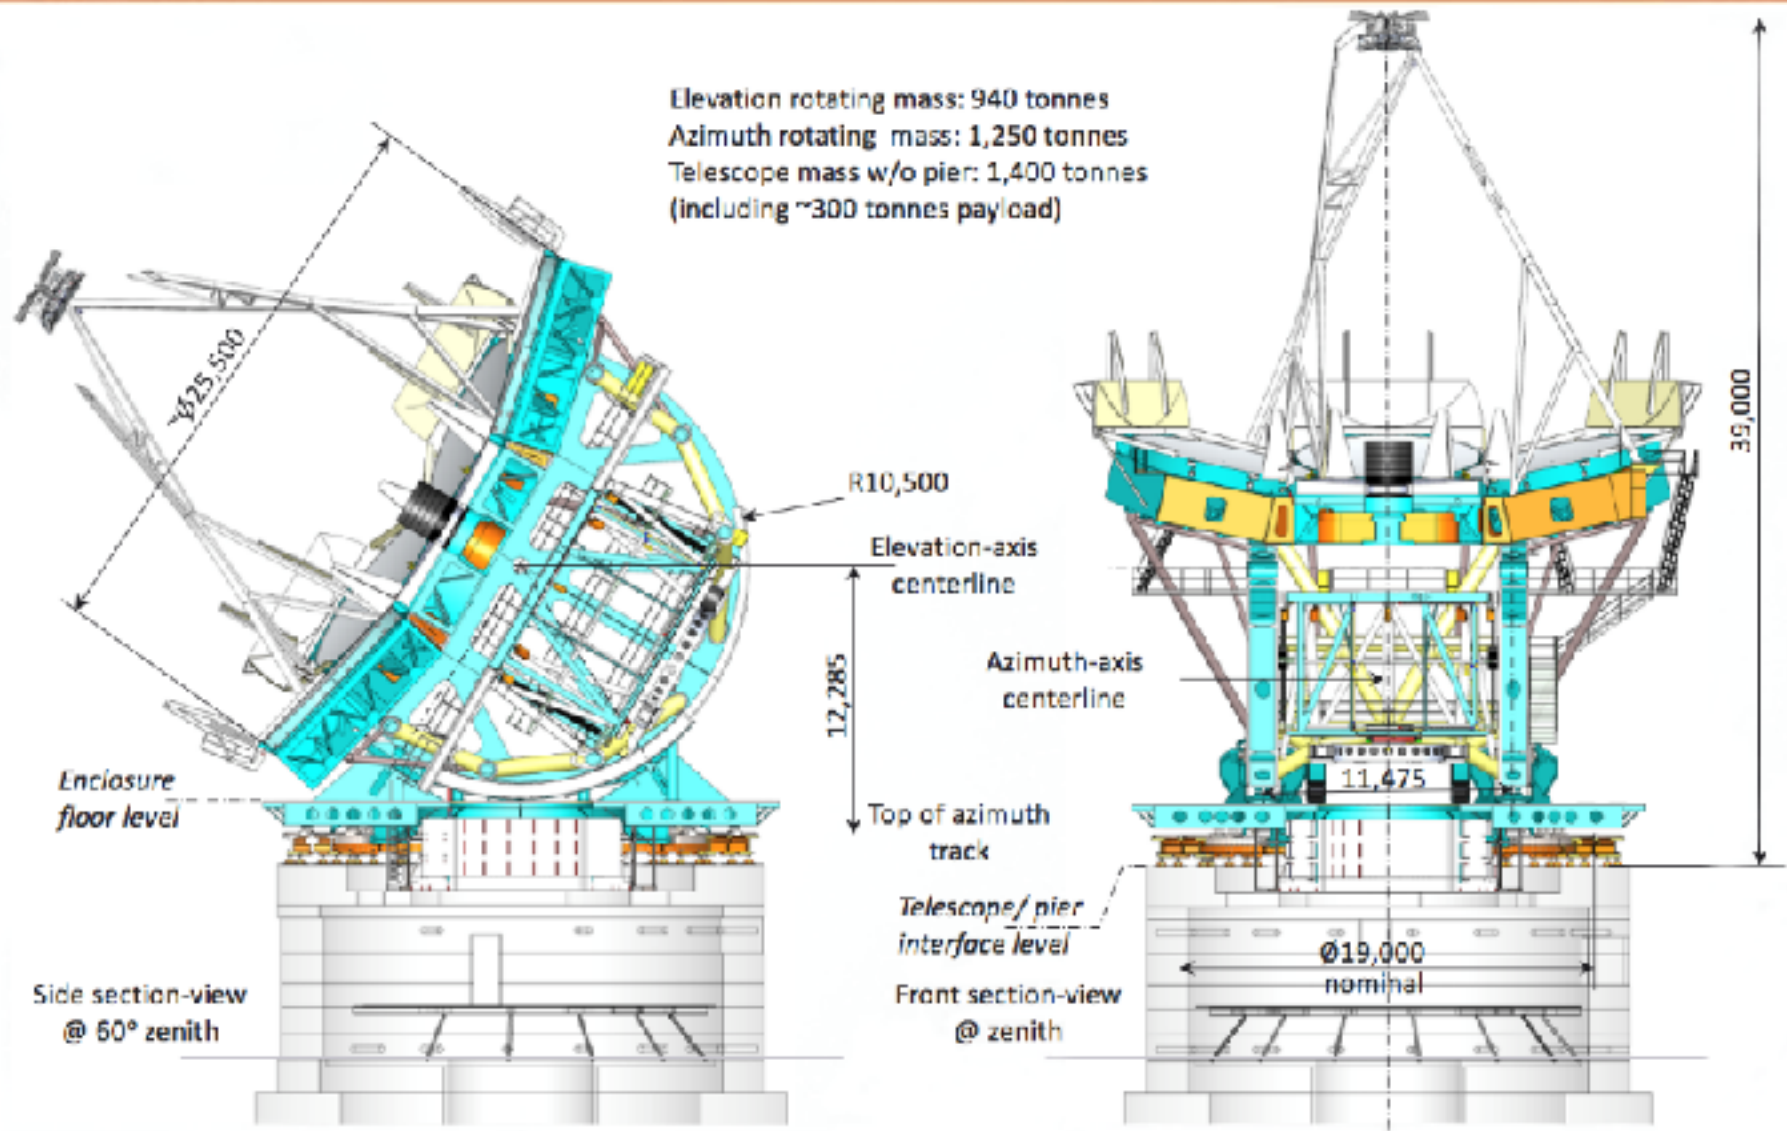 Elevation rotating mass: 940 tonnes
Azimuth rotating mass: 1,250 tonnes
Telescope mass w/o pier: 1,400 tonnes
(including ~300 tonnes payload)
~Ø25,500
39,000
R10,500
Elevation-axis
centerline
Azimuth-axis
centerline
12,285
11,475
Enclosure
floor level
Top of azimuth
track
Telescope/ pier
interface level
Ø19,000
nominal
Side section-view
@ 60° zenith
Front section-view
@ zenith